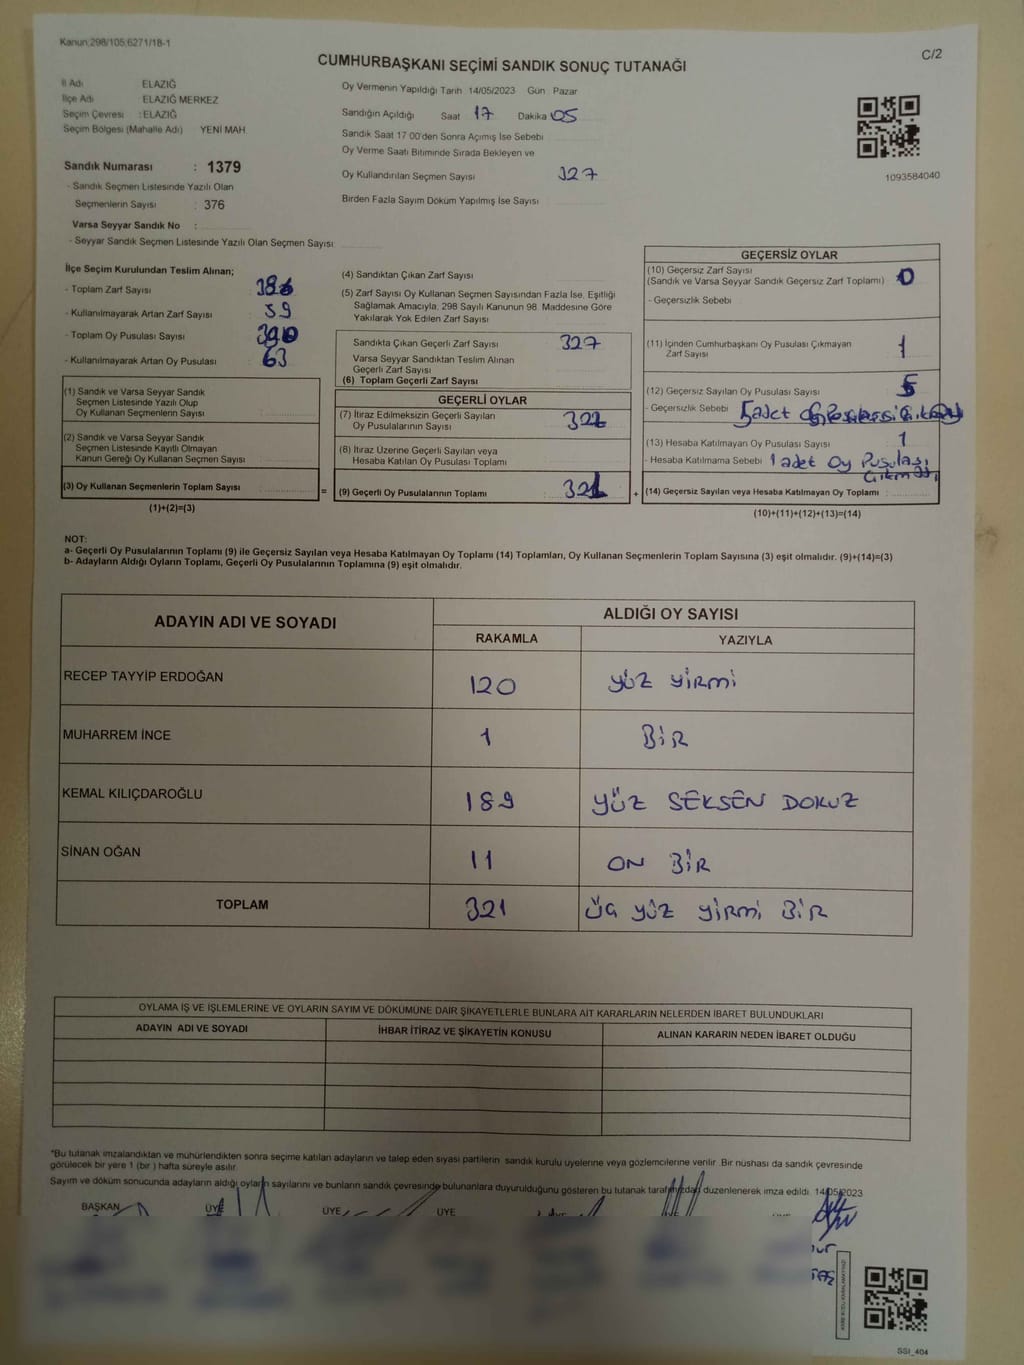 Kanun;298/105;6271/18-1
C/2
CUMHURBAŞKANI SEÇİMİ SANDIK SONUÇ TUTANAĞI
İl Adı ELAZIĞ
İlçe Adı : ELAZIĞ MERKEZ
Seçim Çevresi : ELAZIĞ
Seçim Bölgesi (Mahalle Adı) YENİ MAH.
Sandık Numarası : 1379
- Sandık Seçmen Listesinde Yazılı Olan
Seçmenlerin Sayısı : 376
Varsa Seyyar Sandık No :
- Seyyar Sandık Seçmen Listesinde Yazılı Olan Seçmen Sayısı
Oy Vermenin Yapıldığı Tarih 14/05/2023 Gün : Pazar
Sandığın Açıldığı Saat 17 Dakika 05
Sandık Saat 17 00'den Sonra Açımış İse Sebebi
Oy Verme Saati Bitiminde Sırada Bekleyen ve
Oy Kullandırılan Seçmen Sayısı 327
Birden Fazla Sayım Döküm Yapılmış İse Sayısı
1093584040
İlçe Seçim Kurulundan Teslim Alınan;
- Toplam Zarf Sayısı
- Kullanılmayarak Artan Zarf Sayısı 59
- Toplam Oy Pusulası Sayısı 390
- Kullanılmayarak Artan Oy Pusulası 63
(1) Sandık ve Varsa Seyyar Sandık
Seçmen Listesinde Yazılı Olup
Oy Kullanan Seçmenlerin Sayısı
(2) Sandık ve Varsa Seyyar Sandık
Seçmen Listesinde Kayıtlı Olmayan
Kanun Gereği Oy Kullanan Seçmen Sayısı
(3) Oy Kullanan Seçmenlerin Toplam Sayısı =
(1)+(2)=(3)
(4) Sandıktan Çıkan Zarf Sayısı
(5) Zarf Sayısı Oy Kullanan Seçmen Sayısından Fazla İse, Eşitliği
Sağlamak Amacıyla, 298 Sayılı Kanunun 98. Maddesine Göre
Yakılarak Yok Edilen Zarf Sayısı
Sandıkta Çıkan Geçerli Zarf Sayısı 327
Varsa Seyyar Sandıktan Teslim Alınan
Geçerli Zarf Sayısı
(6) Toplam Geçerli Zarf Sayısı
GEÇERLİ OYLAR
(7) İtiraz Edilmeksizin Geçerli Sayılan
Oy Pusulalarının Sayısı
(8) İtiraz Üzerine Geçerli Sayılan veya
Hesaba Katılan Oy Pusulası Toplamı
(9) Geçerli Oy Pusulalarının Toplamı 321 +
GEÇERSİZ OYLAR
(10) Geçersiz Zarf Sayısı
(Sandık ve Varsa Seyyar Sandık Geçersiz Zarf Toplamı) 0
- Geçersizlik Sebebi
(11) İçinden Cumhurbaşkanı Oy Pusulası Çıkmayan
Zarf Sayısı 1
(12) Geçersiz Sayılan Oy Pusulası Sayısı 5
- Geçersizlik Sebebi 5 adet
(13) Hesaba Katılmayan Oy Pusulası Sayısı 1
- Hesaba Katılmama Sebebi 1 adet Oy Pusulası
Çıkmadı
(14) Geçersiz Sayılan veya Hesaba Katılmayan Oy Toplamı :
(10)+(11)+(12)+(13)=(14)
NOT:
a- Geçerli Oy Pusulalarının Toplamı (9) ile Geçersiz Sayılan veya Hesaba Katılmayan Oy Toplamı (14) Toplamları, Oy Kullanan Seçmenlerin Toplam Sayısına (3) eşit olmalıdır. (9)+(14)=(3)
b- Adayların Aldığı Oyların Toplamı, Geçerli Oy Pusulalarının Toplamına (9) eşit olmalıdır.
ADAYIN ADI VE SOYADI ALDIĞI OY SAYISI
RAKAMLA YAZIYLA
RECEP TAYYİP ERDOĞAN 120 YÜZ YİRMİ
MUHARREM İNCE 1 BİR
KEMAL KILIÇDAROĞLU 189 YÜZ SEKSEN DOKUZ
SİNAN OĞAN 11 ON BİR
TOPLAM 321 ÜÇ YÜZ YİRMİ BİR
OYLAMA İŞ VE İŞLEMLERİNE VE OYLARIN SAYIM VE DÖKÜMÜNE DAİR ŞİKAYETLERLE BUNLARA AİT KARARLARIN NELERDEN İBARET BULUNDUKLARI
ADAYIN ADI VE SOYADI İHBAR İTİRAZ VE ŞİKAYETİN KONUSU ALINAN KARARIN NEDEN İBARET OLDUĞU
*Bu tutanak imzalandıktan ve mühürlendikten sonra seçime katılan adayların ve talep eden siyasi partilerin sandık kurulu üyelerine veya gözlemcilerine verilir. Bir nüshası da sandık çevresinde
görülecek bir yere 1 (bir ) hafta süreyle asılır.
Sayım ve döküm sonucunda adayların aldığı oyların sayılarını ve bunların sandık çevresinde bulunanlara duyurulduğunu gösteren bu tutanak tarafımızdan düzenlenerek imza edildi. 14/05/2023
BAŞKAN ÜYE ÜYE ÜYE
SSI_404